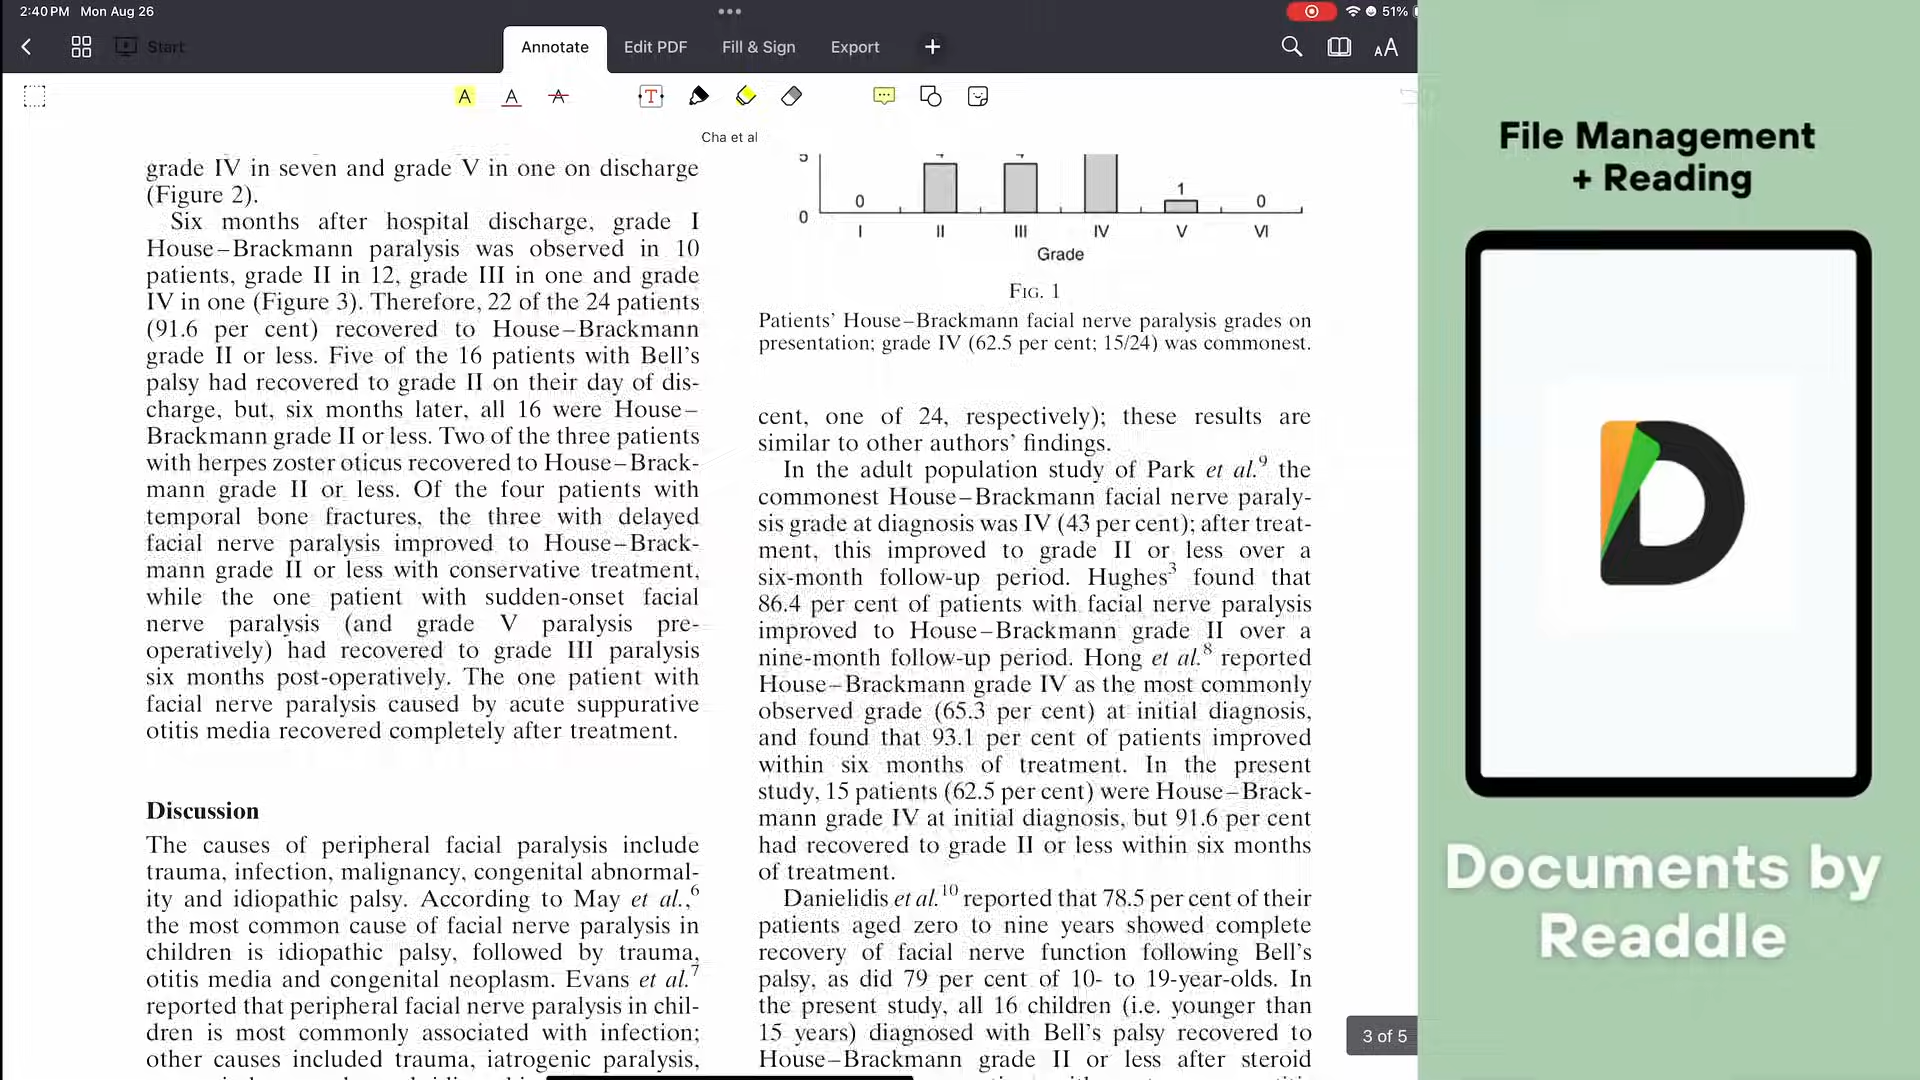 2:40 PM Mon Aug 26
51%
Start
Annotate
Edit PDF
Fill & Sign
Export
AA
A
A
A
T
Cha et al
grade IV in seven and grade V in one on discharge
(Figure 2).
Six months after hospital discharge, grade I
House–Brackmann paralysis was observed in 10
patients, grade II in 12, grade III in one and grade
IV in one (Figure 3). Therefore, 22 of the 24 patients
(91.6 per cent) recovered to House–Brackmann
grade II or less. Five of the 16 patients with Bell's
palsy had recovered to grade II on their day of dis-
charge, but, six months later, all 16 were House–
Brackmann grade II or less. Two of the three patients
with herpes zoster oticus recovered to House–Brack-
mann grade II or less. Of the four patients with
temporal bone fractures, the three with delayed
facial nerve paralysis improved to House–Brack-
mann grade II or less with conservative treatment,
while the one patient with sudden-onset facial
nerve paralysis (and grade V paralysis pre-
operatively) had recovered to grade III paralysis
six months post-operatively. The one patient with
facial nerve paralysis caused by acute suppurative
otitis media recovered completely after treatment.
Discussion
The causes of peripheral facial paralysis include
trauma, infection, malignancy, congenital abnormal-
ity and idiopathic palsy. According to May et al.,6
the most common cause of facial nerve paralysis in
children is idiopathic palsy, followed by trauma,
otitis media and congenital neoplasm. Evans et al.7
reported that peripheral facial nerve paralysis in chil-
dren is most commonly associated with infection;
other causes included trauma, iatrogenic paralysis,
5
0
0
1
0
I II III IV V VI
Grade
FIG. 1
Patients' House–Brackmann facial nerve paralysis grades on
presentation; grade IV (62.5 per cent; 15/24) was commonest.
cent, one of 24, respectively); these results are
similar to other authors' findings.
In the adult population study of Park et al.9 the
commonest House–Brackmann facial nerve paraly-
sis grade at diagnosis was IV (43 per cent); after treat-
ment, this improved to grade II or less over a
six-month follow-up period. Hughes3 found that
86.4 per cent of patients with facial nerve paralysis
improved to House–Brackmann grade II over a
nine-month follow-up period. Hong et al.8 reported
House–Brackmann grade IV as the most commonly
observed grade (65.3 per cent) at initial diagnosis,
and found that 93.1 per cent of patients improved
within six months of treatment. In the present
study, 15 patients (62.5 per cent) were House–Brack-
mann grade IV at initial diagnosis, but 91.6 per cent
had recovered to grade II or less within six months
of treatment.
Danielidis et al.10 reported that 78.5 per cent of their
patients aged zero to nine years showed complete
recovery of facial nerve function following Bell's
palsy, as did 79 per cent of 10- to 19-year-olds. In
the present study, all 16 children (i.e. younger than
15 years) diagnosed with Bell's palsy recovered to
House–Brackmann grade II or less after steroid
3 of 5
File Management
+ Reading
Documents by
Readdle